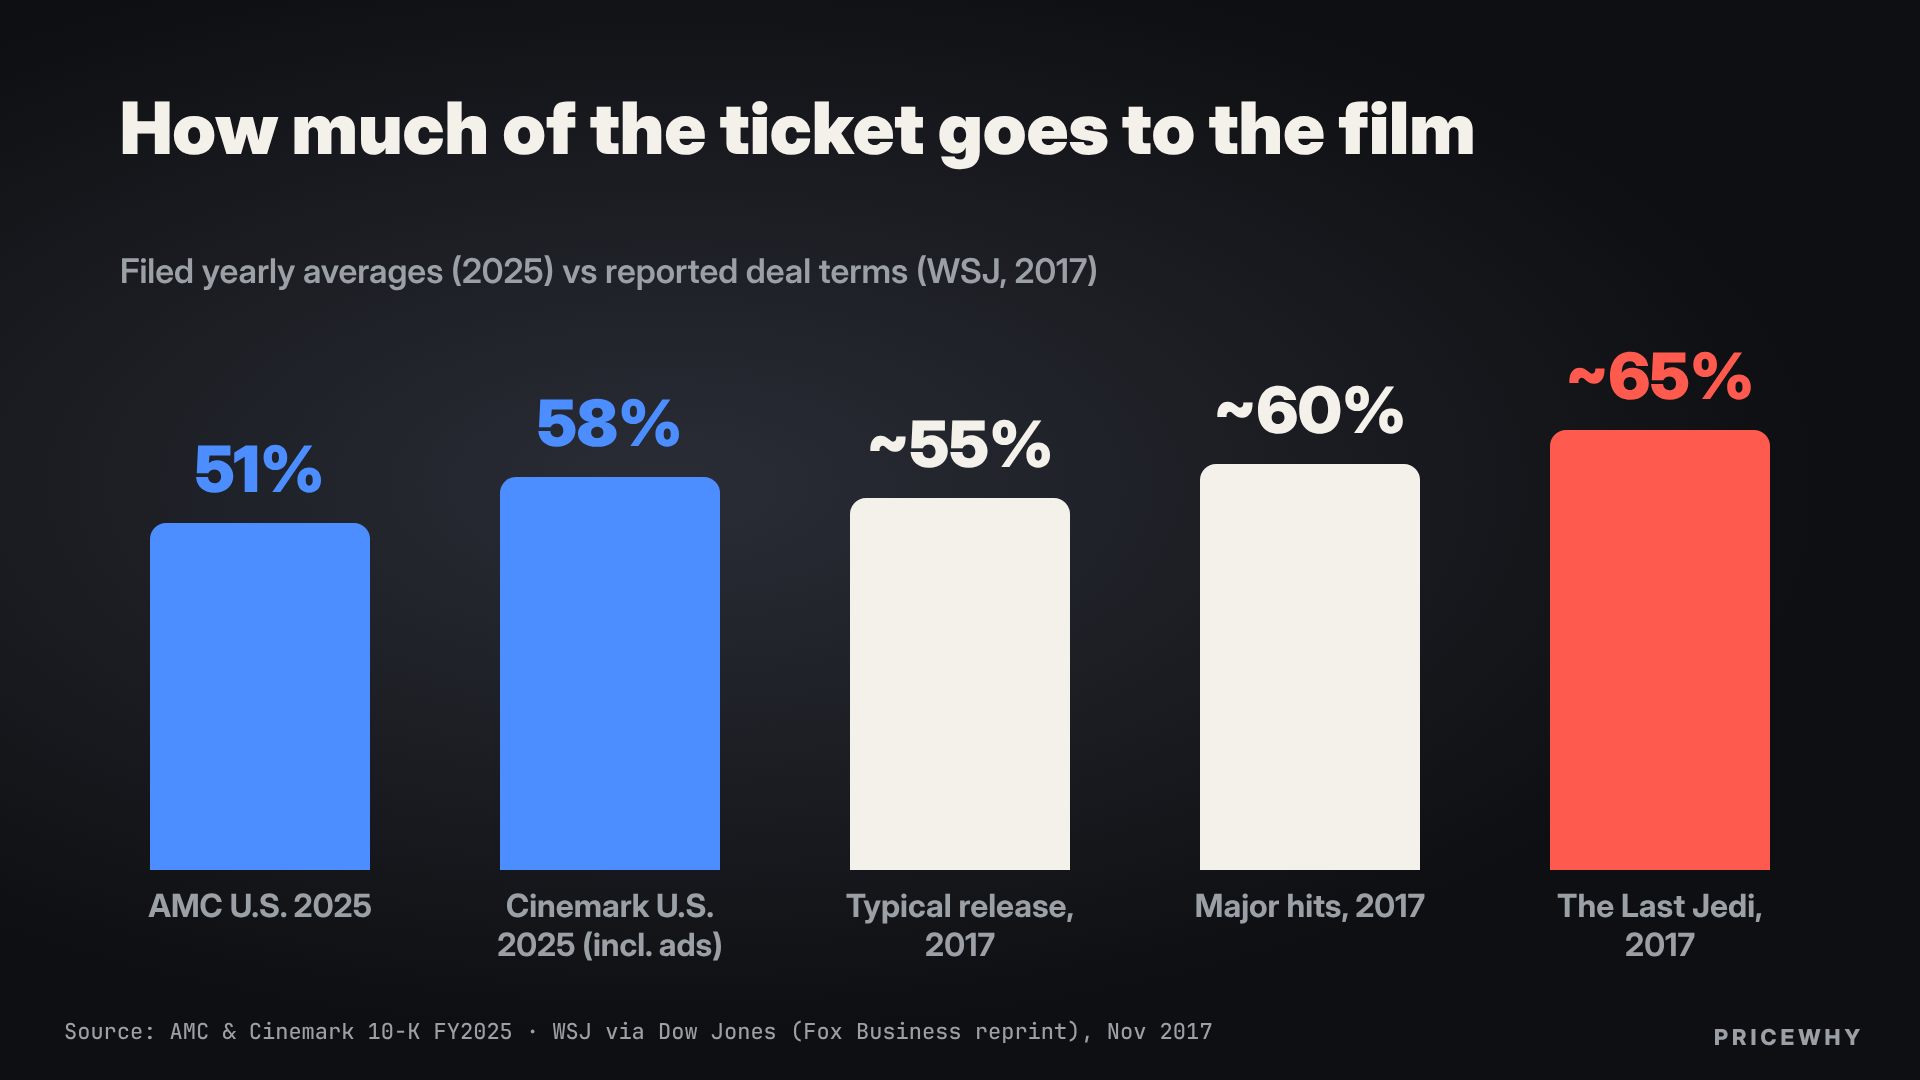 How much of the ticket goes to the film
Filed yearly averages (2025) vs reported deal terms (WSJ, 2017)
51%
58%
~55%
~60%
~65%
AMC U.S. 2025
Cinemark U.S.
2025 (incl. ads)
Typical release,
2017
Major hits, 2017
The Last Jedi,
2017
Source: AMC & Cinemark 10-K FY2025 · WSJ via Dow Jones (Fox Business reprint), Nov 2017
PRICEWHY